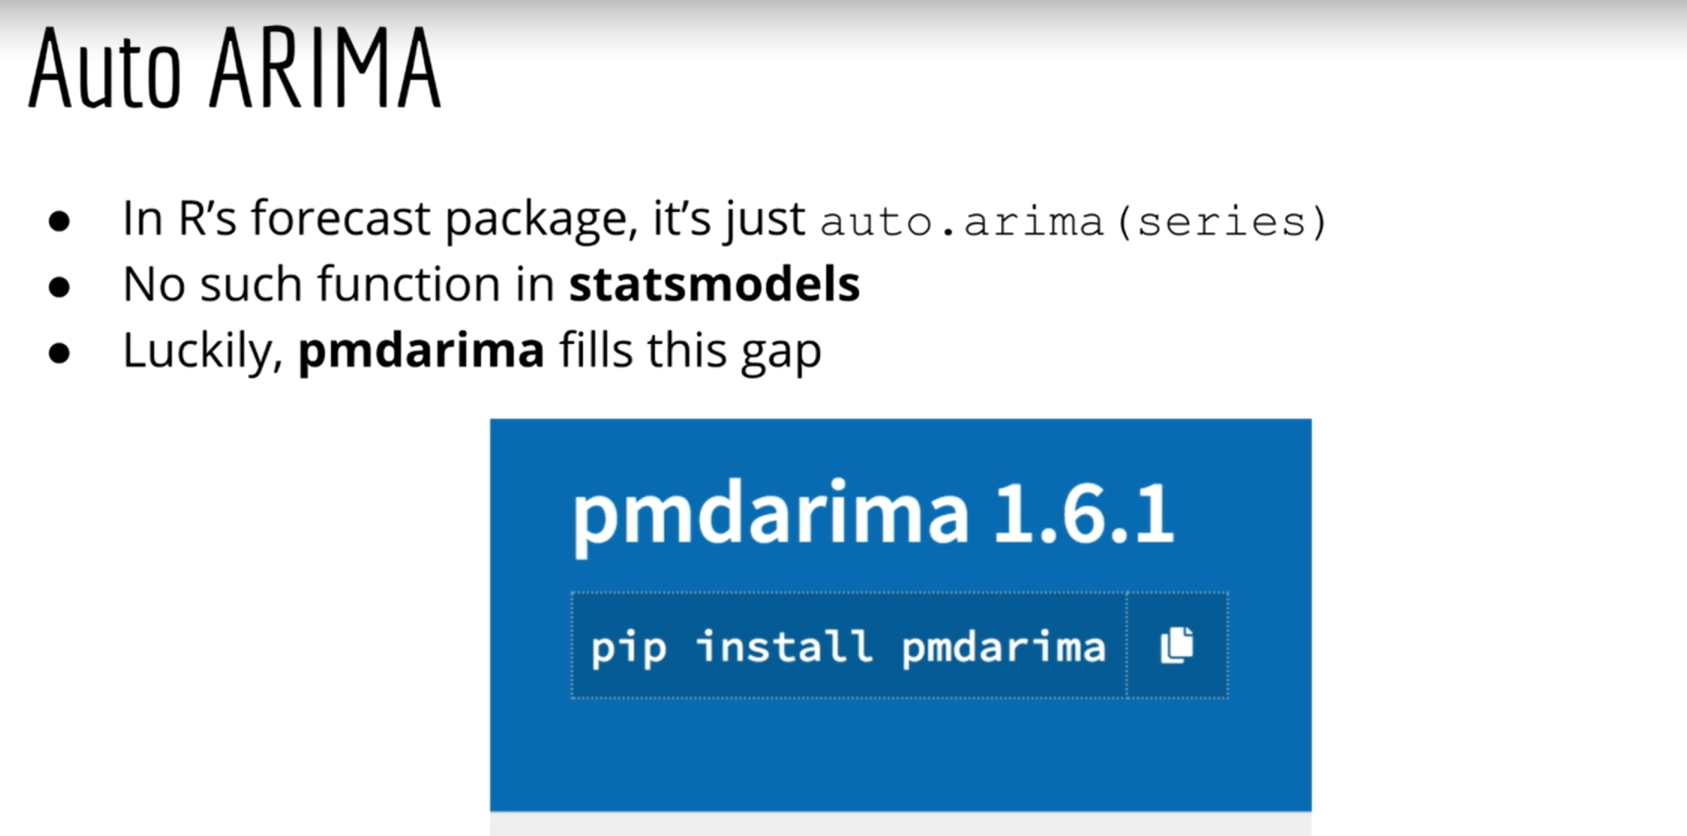 Auto ARIMA
● In R’s forecast package, it’s just auto.arima(series)
● No such function in statsmodels
● Luckily, pmdarima fills this gap
pmdarima 1.6.1
pip install pmdarima